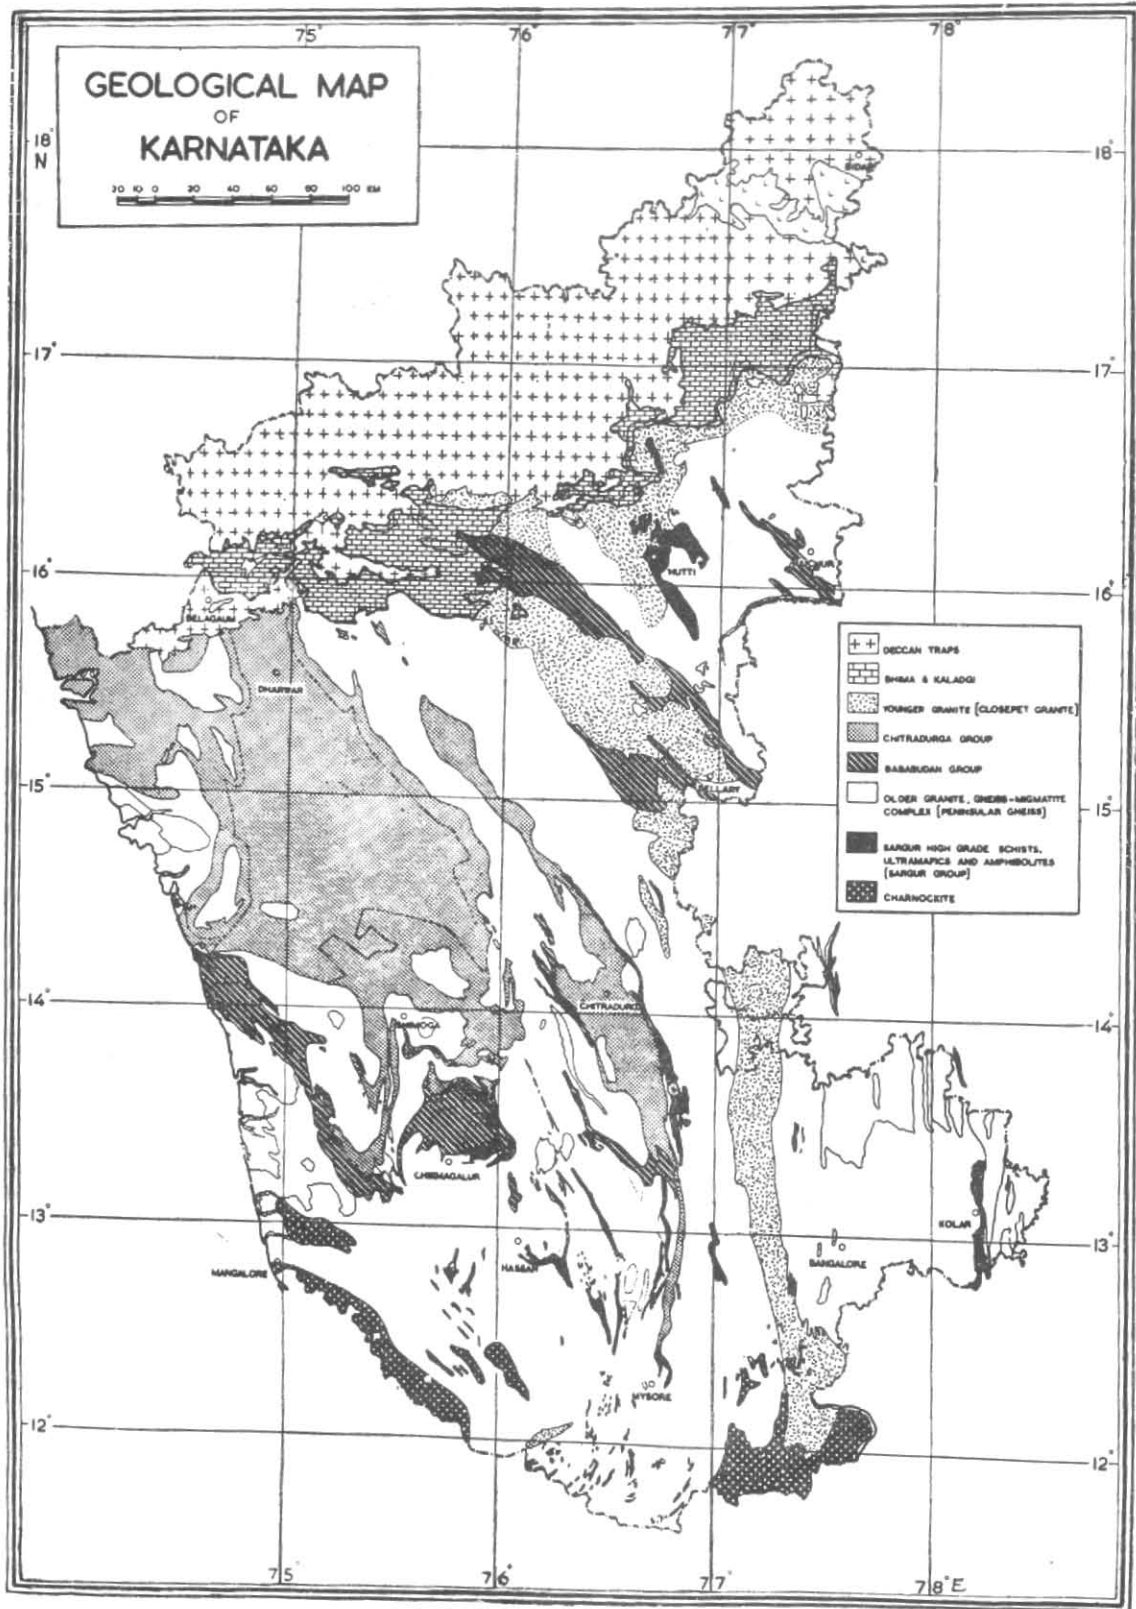 75°
76°
77°
78°
GEOLOGICAL MAP
OF
KARNATAKA
20 10 0 20 40 60 80 100 KM
18°
N
18°
BIDAR
17°
17°
16°
16°
MUTTI
BELAGAUM
DHARWAR
DECCAN TRAPS
BHIMA & KALADGI
YOUNGER GRANITE [CLOSEPET GRANITE]
CHITRADURGA GROUP
BABABUDAN GROUP
OLDER GRANITE, GNEISS-MIGMATITE
COMPLEX [PENINSULAR GNEISS]
SARGUR HIGH GRADE SCHISTS,
ULTRAMAFICS AND AMPHIBOLITES
[SARGUR GROUP]
CHARNOCKITE
15°
15°
BELLARY
14°
14°
CHITRADURGA
SHIMOGA
CHIKMAGALUR
13°
13°
KOLAR
BANGALORE
HASSAN
MANGALORE
MYSORE
12°
12°
75°
76°
77°
78°E